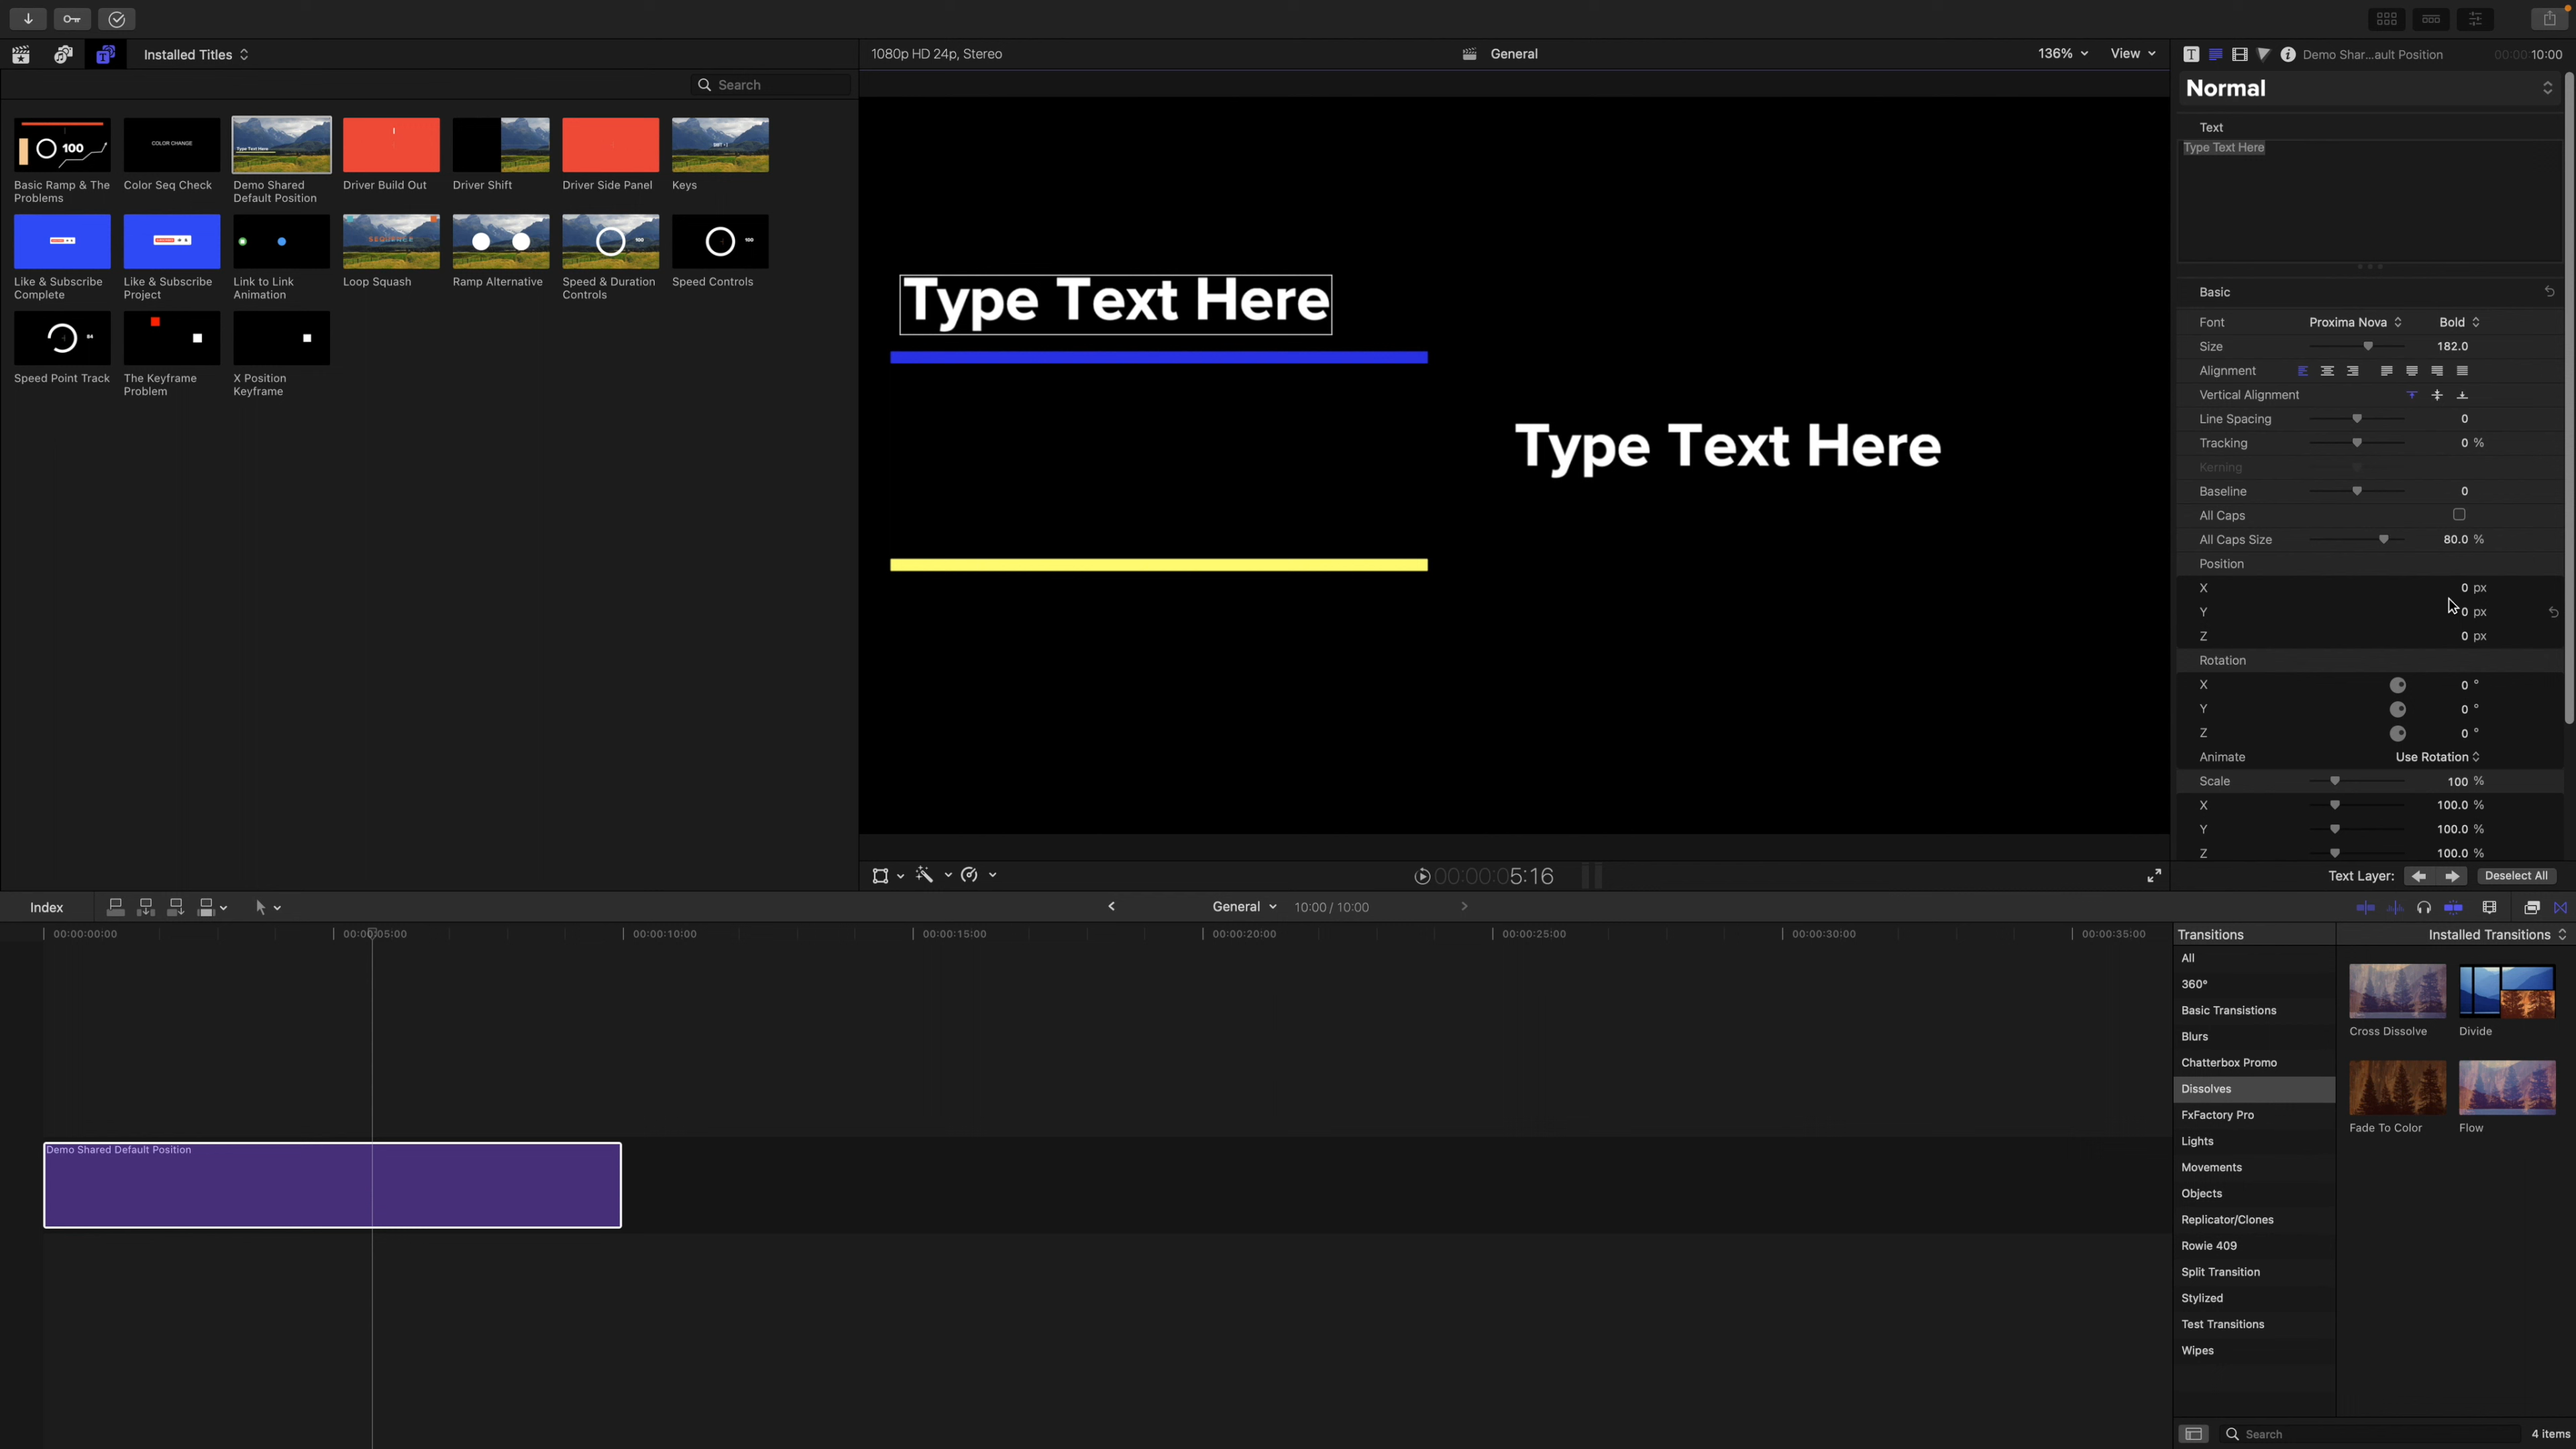 Installed Titles
1080p HD 24p, Stereo
General
136%
View
Demo Shar...ault Position
00:00:10:00
Search
Normal
Text
Type Text Here
Basic Ramp & The Problems
Color Seq Check
Demo Shared Default Position
Driver Build Out
Driver Shift
Driver Side Panel
Keys
Like & Subscribe Complete
Like & Subscribe Project
Link to Link Animation
Loop Squash
Ramp Alternative
Speed & Duration Controls
Speed Controls
Speed Point Track
The Keyframe Problem
X Position Keyframe
100
COLOR CHANGE
Type Text Here
Type Text Here
Type Text Here
Basic
Font
Proxima Nova
Bold
Size
182.0
Alignment
Vertical Alignment
Line Spacing
0
Tracking
0 %
Kerning
Baseline
0
All Caps
All Caps Size
80.0 %
Position
X
0 px
Y
0 px
Z
0 px
Rotation
X
0 °
Y
0 °
Z
0 °
Animate
Use Rotation
Scale
100 %
X
100.0 %
Y
100.0 %
Z
100.0 %
00:00:05:16
Text Layer:
Deselect All
Index
General
10:00 / 10:00
00:00:00:00
00:00:05:00
00:00:10:00
00:00:15:00
00:00:20:00
00:00:25:00
00:00:30:00
00:00:35:00
Demo Shared Default Position
Transitions
Installed Transitions
All
360°
Basic Transistions
Blurs
Chatterbox Promo
Dissolves
FxFactory Pro
Lights
Movements
Objects
Replicator/Clones
Rowie 409
Split Transition
Stylized
Test Transitions
Wipes
Cross Dissolve
Divide
Fade To Color
Flow
Search
4 items